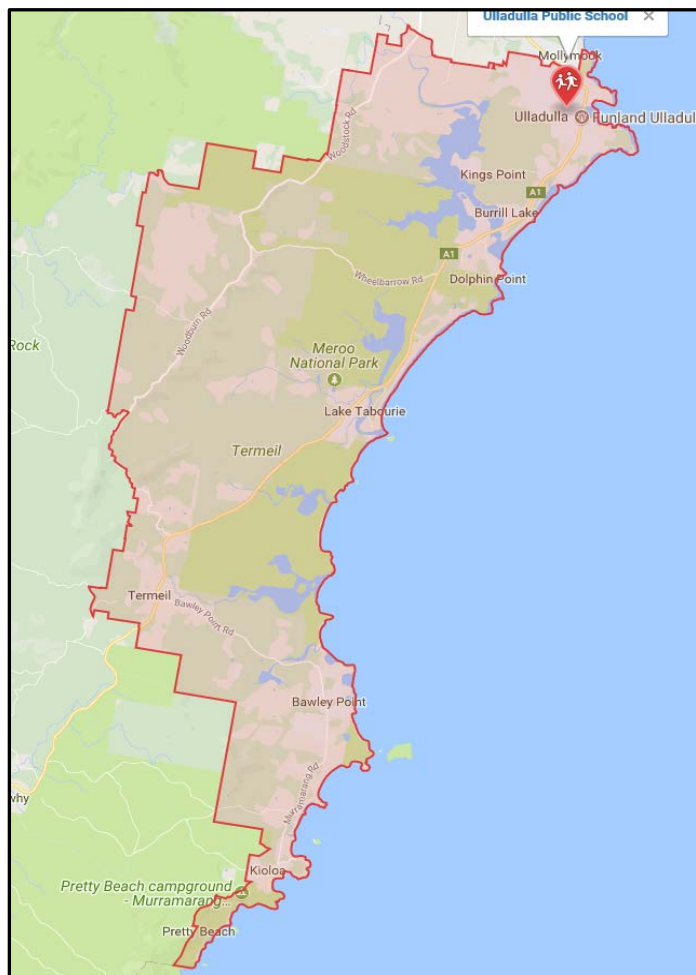 Ulladulla Public School ×
Mollymook
Woodstock Rd
Ulladulla
Funland Ulladul
Kings Point
A1
Burrill Lake
A1
Wheelbarrow Rd
Dolphin Point
Woodburn Rd
Rock
Meroo
National Park
Lake Tabourie
Termeil
Termeil
Bawley Point Rd
Bawley Point
Murramarang Rd
why
Kioloa
Pretty Beach campground
- Murramarang...
Pretty Beach